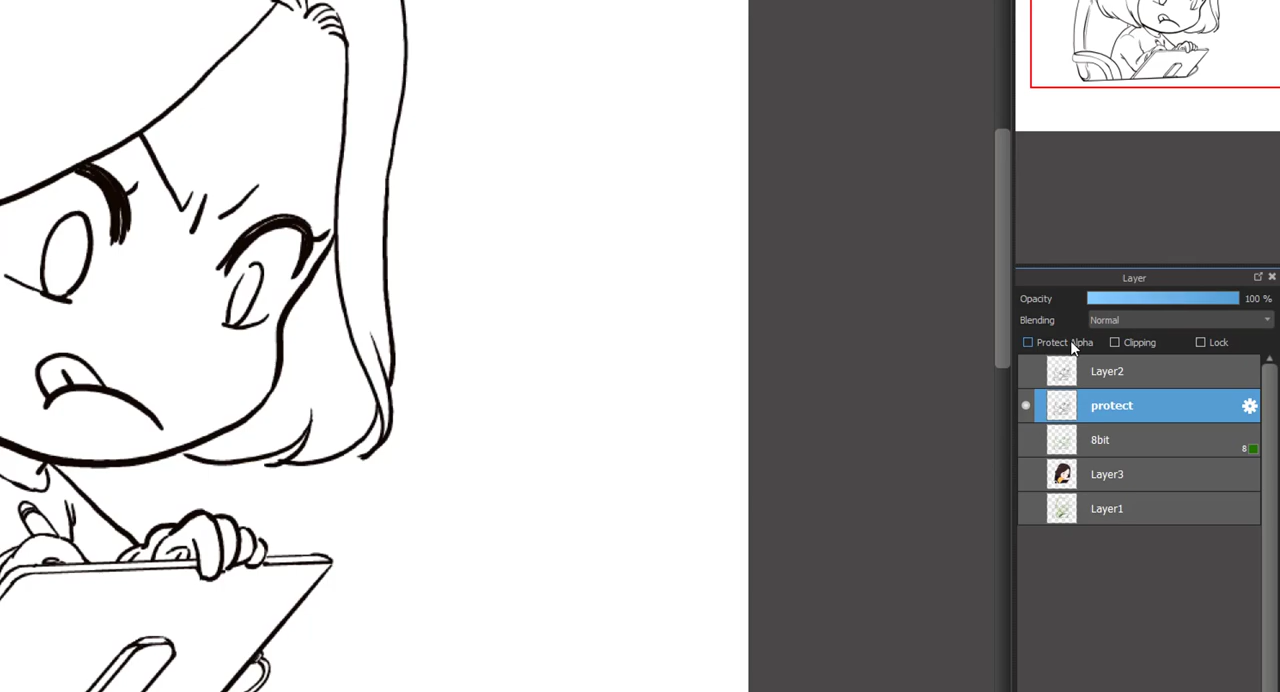 Layer
Opacity 100 %
Blending Normal
Protect Alpha Clipping Lock
Layer2
protect
8bit
8
Layer3
Layer1